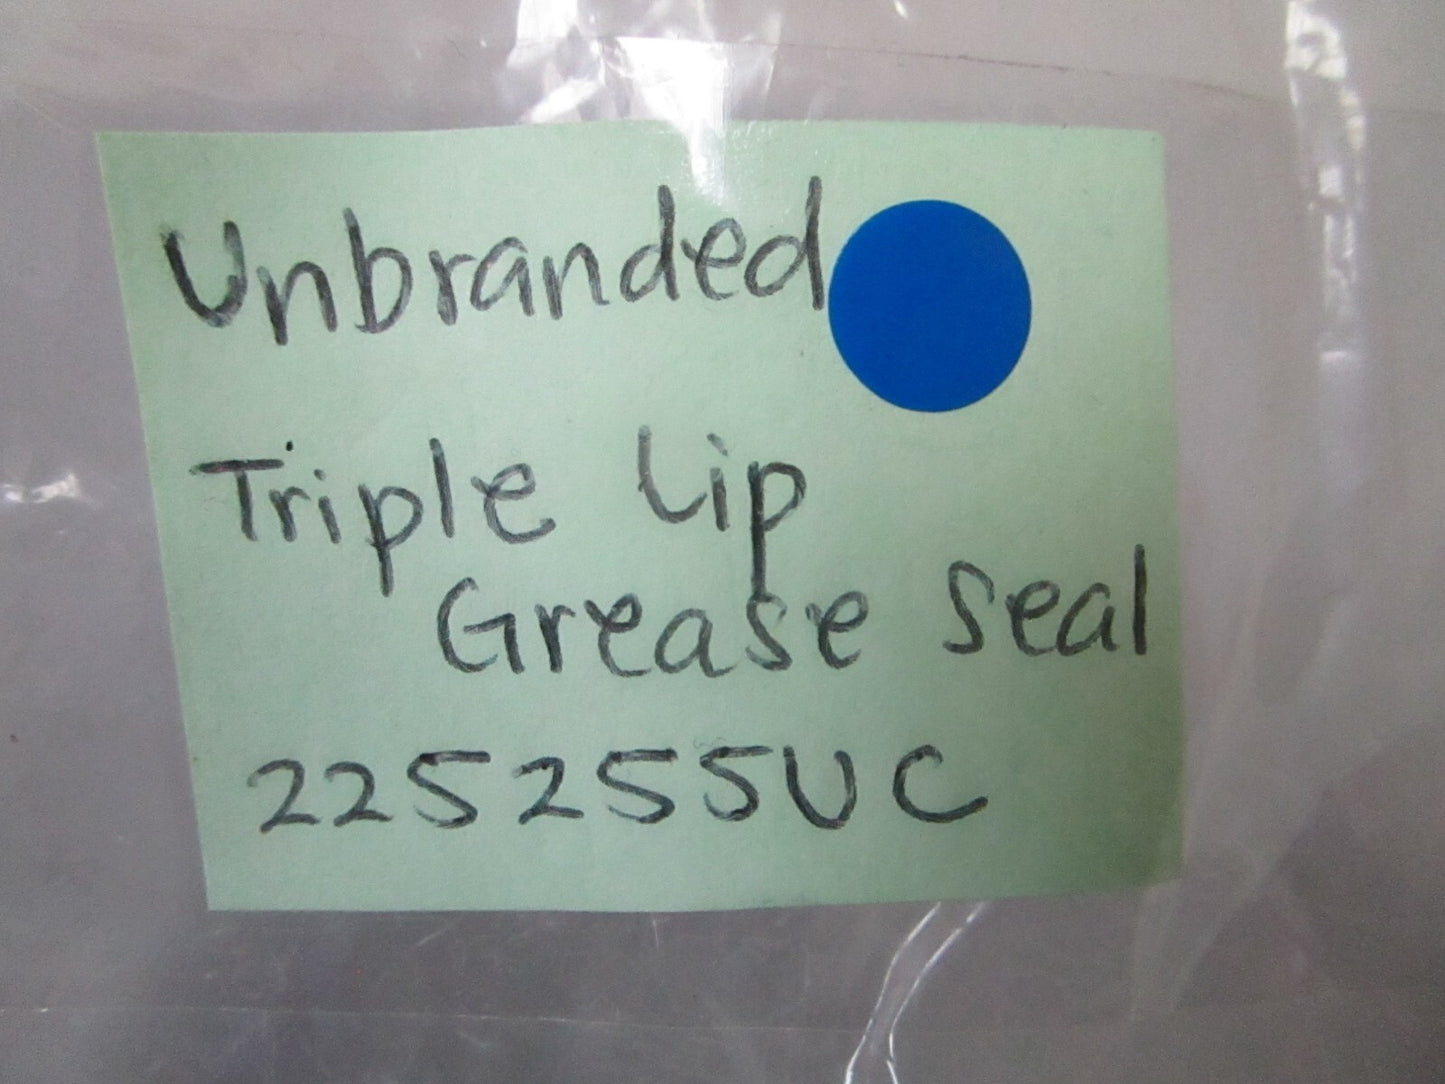 Unbranded
Triple Lip
Grease Seal
225255UC